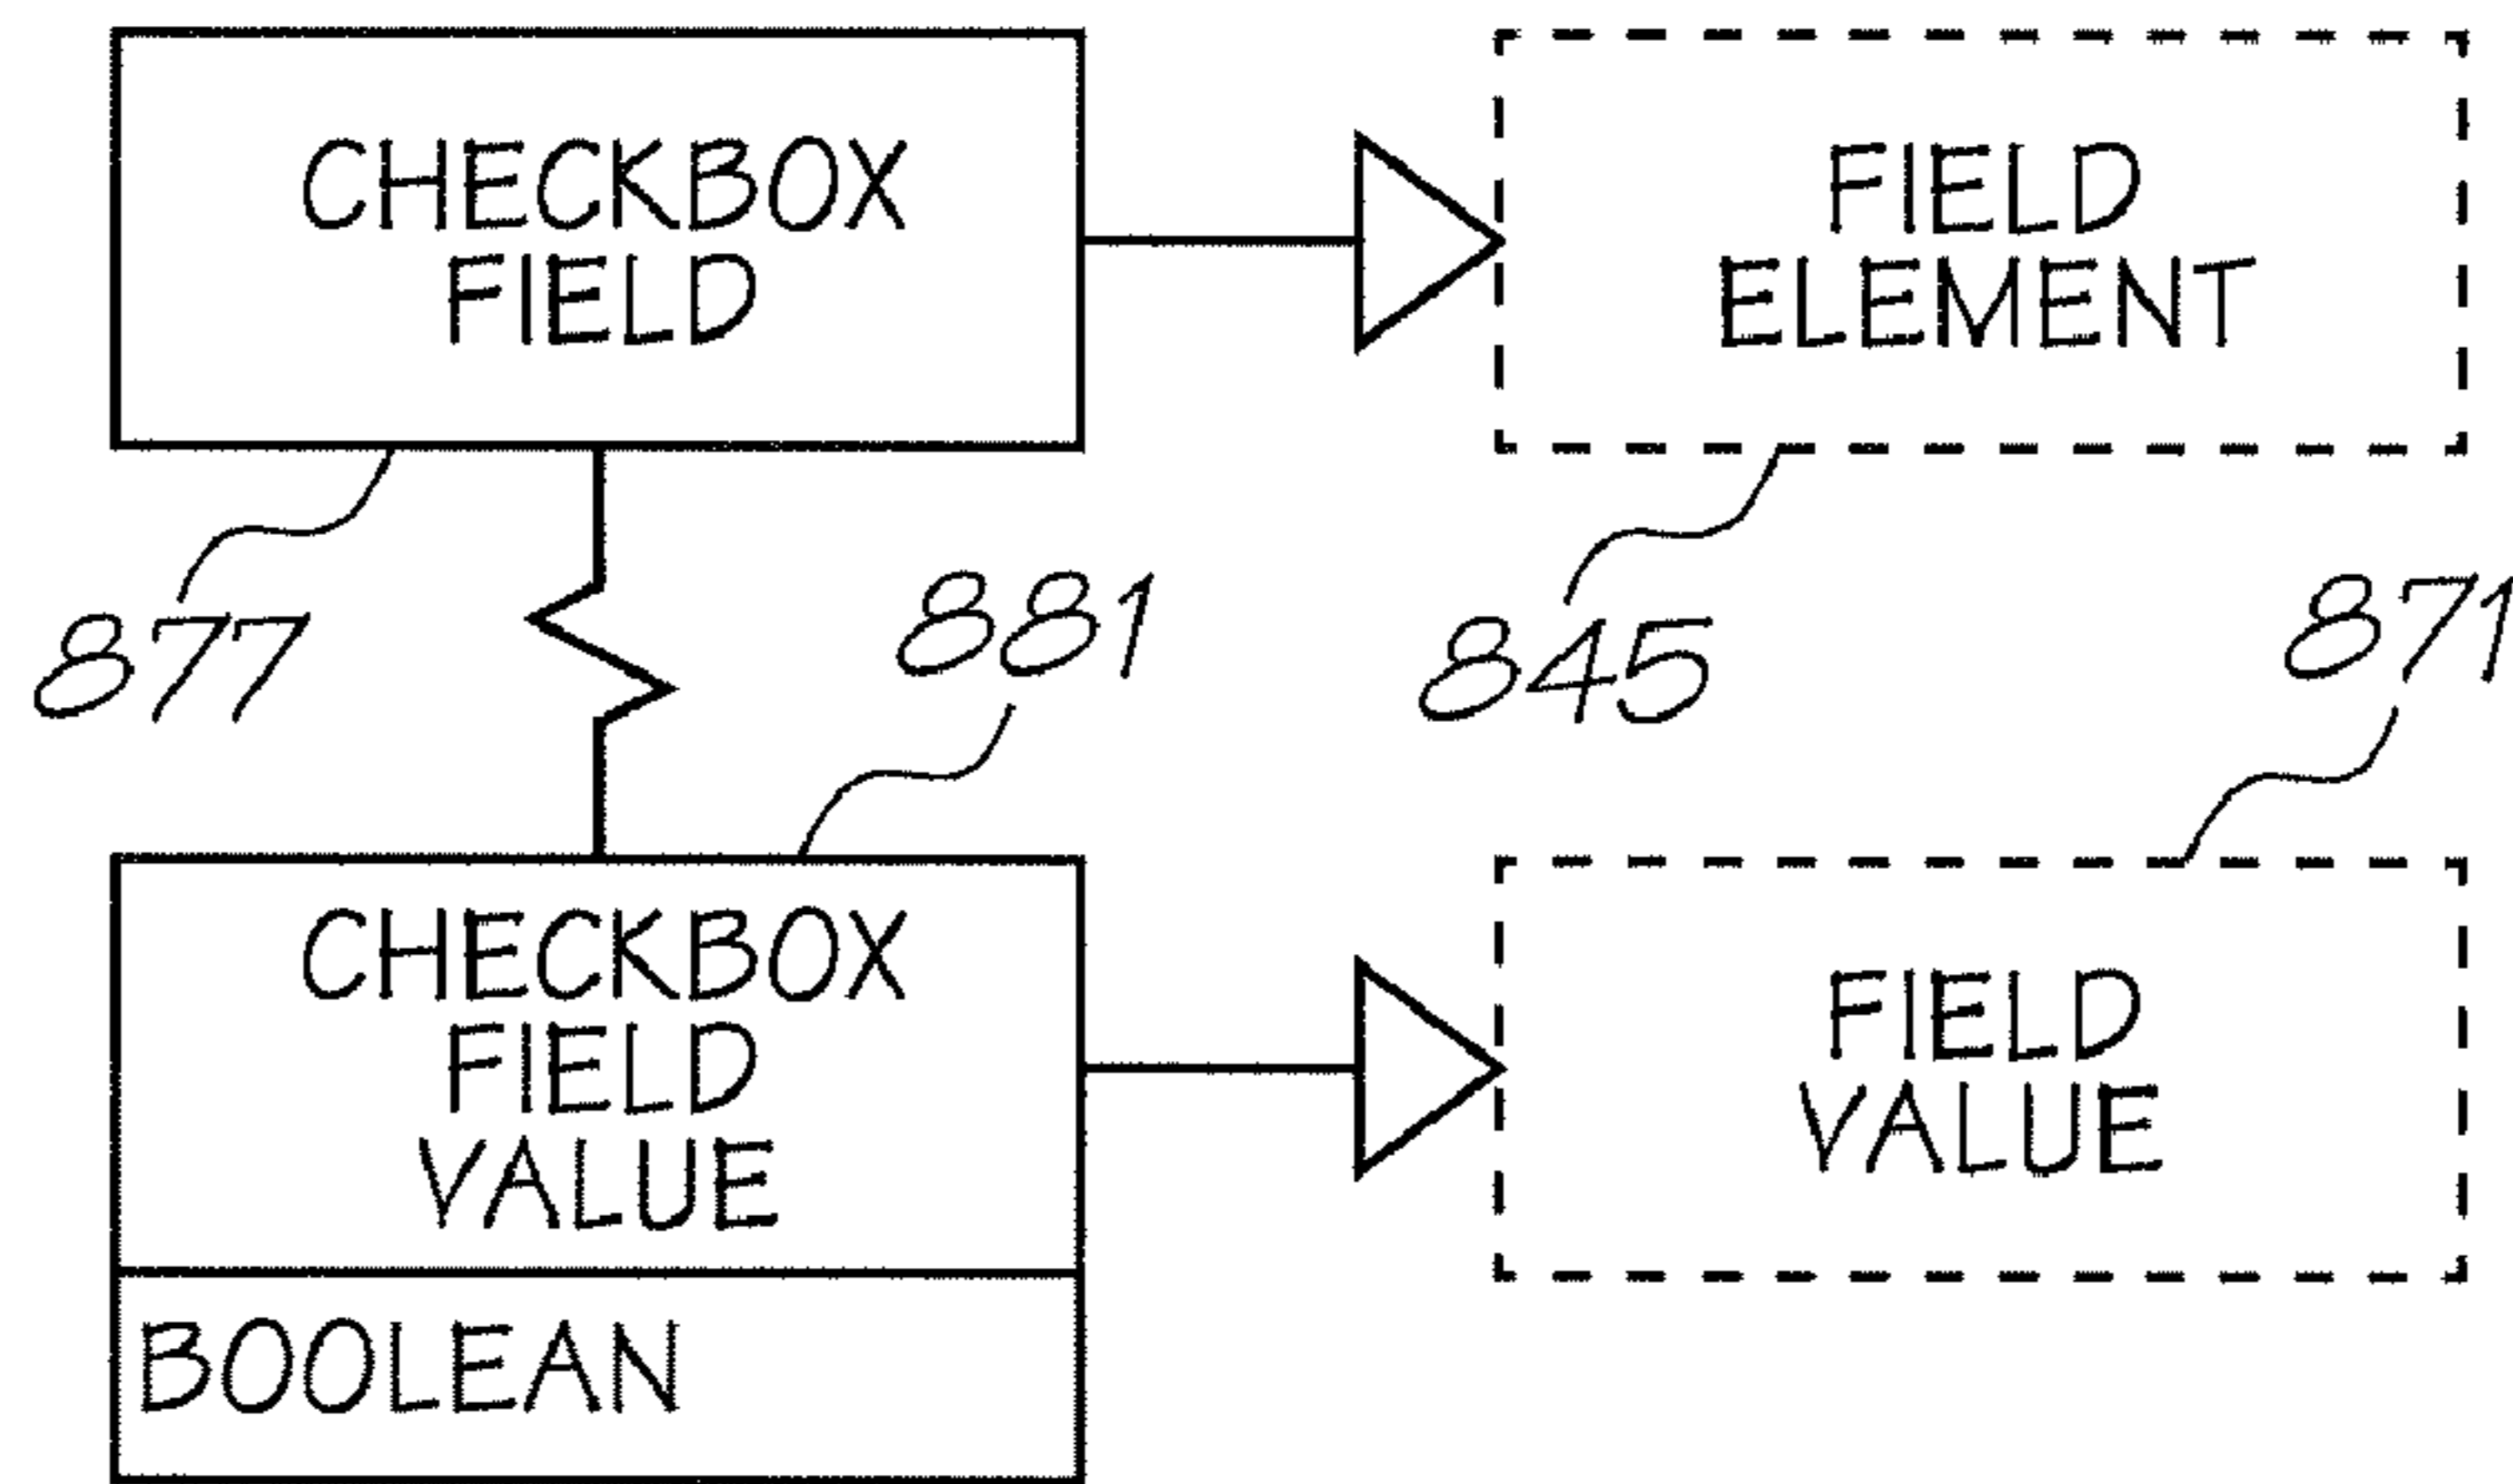 CHECKBOX
FIELD
FIELD
ELEMENT
877
881
845
871
CHECKBOX
FIELD
VALUE
FIELD
VALUE
BOOLEAN